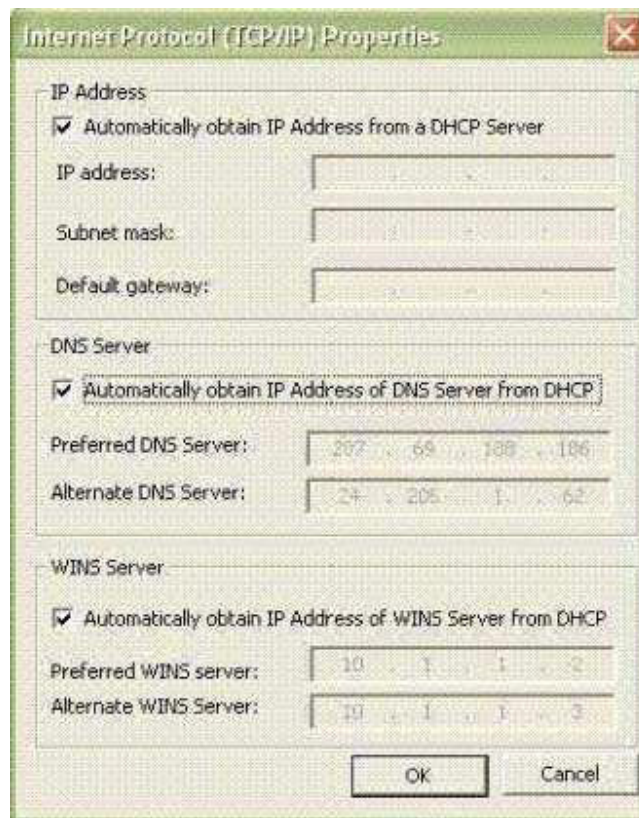 Internet Protocol (TCP/IP) Properties
IP Address
Automatically obtain IP Address from a DHCP Server
IP address:
Subnet mask:
Default gateway:
DNS Server
Automatically obtain IP Address of DNS Server from DHCP
Preferred DNS Server: 207 . 69 . 188 . 186
Alternate DNS Server: 24 . 206 . 1 . 62
WINS Server
Automatically obtain IP Address of WINS Server from DHCP
Preferred WINS server: 10 . 1 . 1 . 2
Alternate WINS Server: 10 . 1 . 1 . 3
OK Cancel